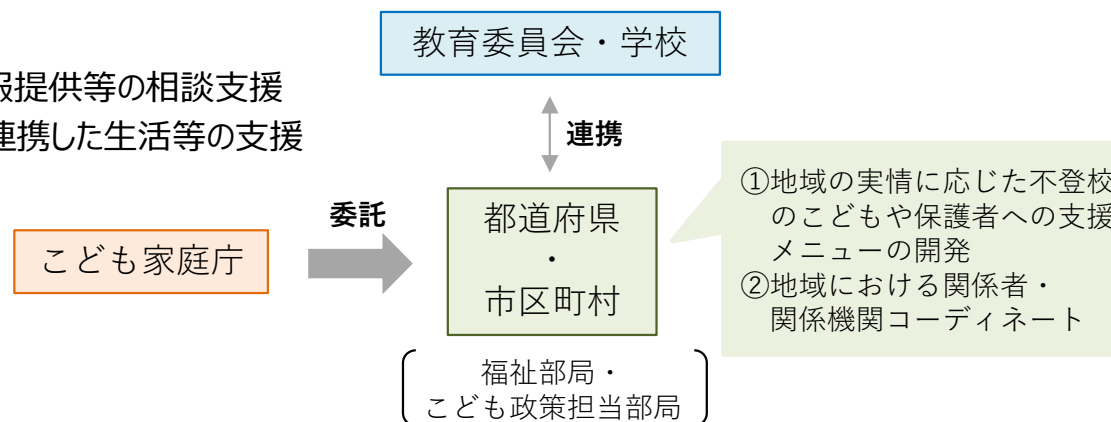 教育委員会・学校
報提供等の相談支援
連携した生活等の支援
連携
①地域の実情に応じた不登校
のこどもや保護者への支援
メニューの開発
②地域における関係者・
関係機関コーディネート
委託
こども家庭庁
都道府県
・
市区町村
福祉部局・
こども政策担当部局